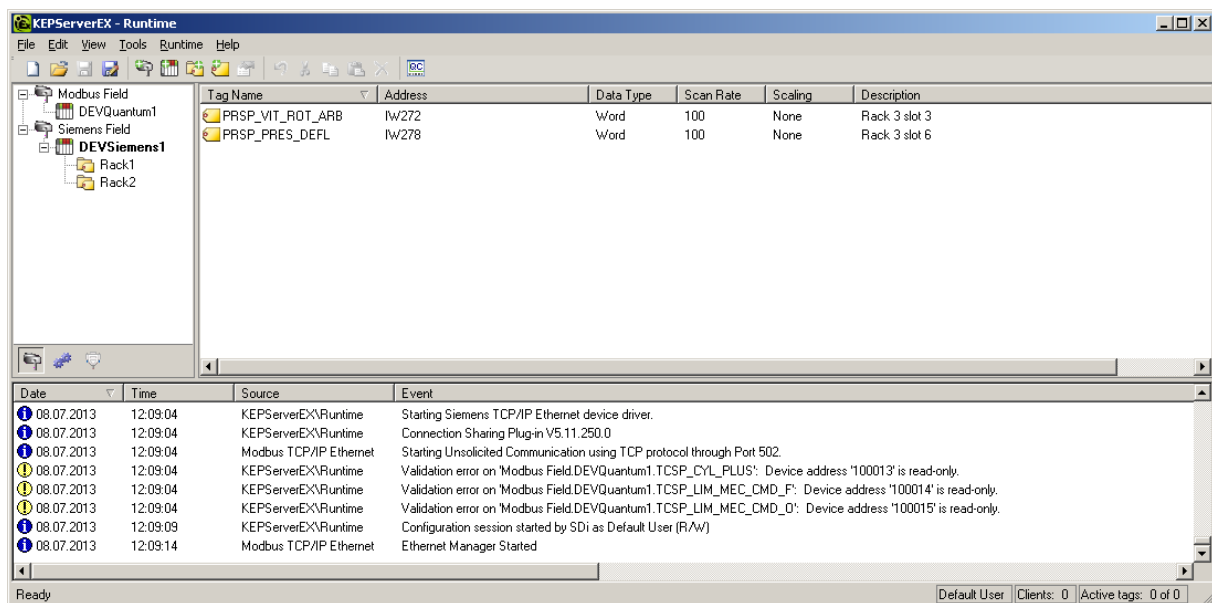 KEPServerEX - Runtime
File Edit View Tools Runtime Help
Modbus Field
DEVQuantum1
Siemens Field
DEVSiemens1
Rack1
Rack2
Tag Name Address Data Type Scan Rate Scaling Description
PRSP_VIT_ROT_ARB IW272 Word 100 None Rack 3 slot 3
PRSP_PRES_DEFL IW278 Word 100 None Rack 3 slot 6
Date Time Source Event
08.07.2013 12:09:04 KEPServerEX\Runtime Starting Siemens TCP/IP Ethernet device driver.
08.07.2013 12:09:04 KEPServerEX\Runtime Connection Sharing Plug-in V5.11.250.0
08.07.2013 12:09:04 Modbus TCP/IP Ethernet Starting Unsolicited Communication using TCP protocol through Port 502.
08.07.2013 12:09:04 KEPServerEX\Runtime Validation error on 'Modbus Field.DEVQuantum1.TCSP_CYL_PLUS': Device address '100013' is read-only.
08.07.2013 12:09:04 KEPServerEX\Runtime Validation error on 'Modbus Field.DEVQuantum1.TCSP_LIM_MEC_CMD_F': Device address '100014' is read-only.
08.07.2013 12:09:04 KEPServerEX\Runtime Validation error on 'Modbus Field.DEVQuantum1.TCSP_LIM_MEC_CMD_O': Device address '100015' is read-only.
08.07.2013 12:09:09 KEPServerEX\Runtime Configuration session started by SDi as Default User (R/W)
08.07.2013 12:09:14 Modbus TCP/IP Ethernet Ethernet Manager Started
Ready Default User Clients: 0 Active tags: 0 of 0